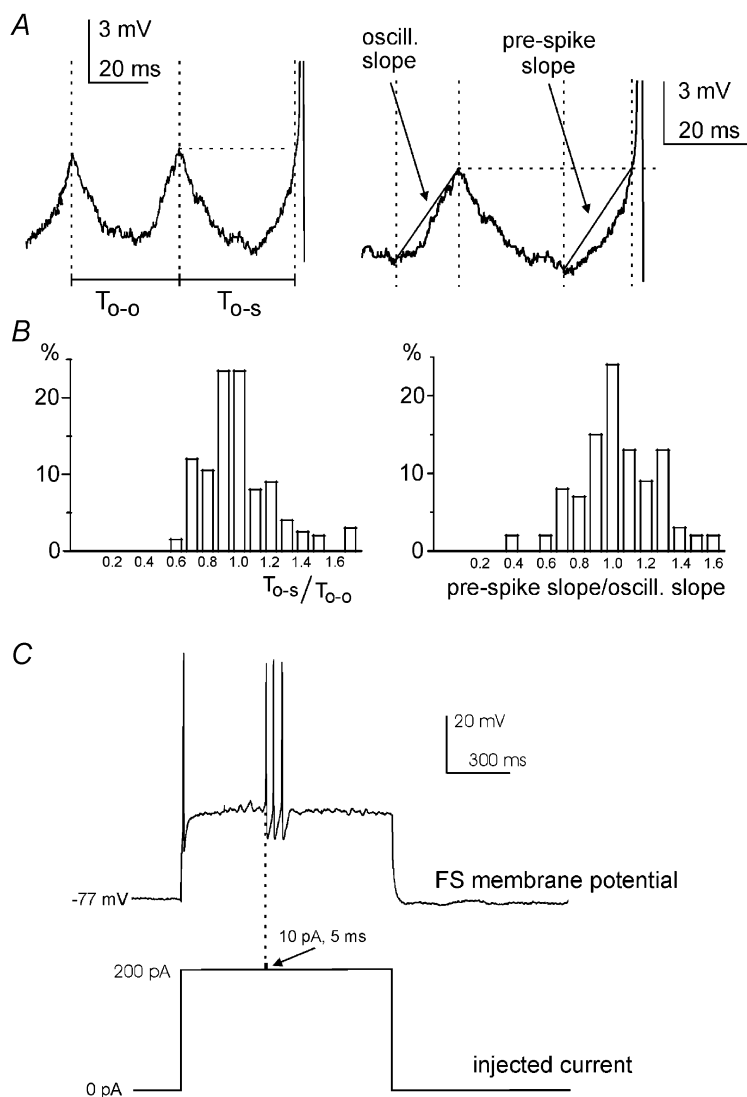 A
3 mV
20 ms
oscill.
slope
pre-spike
slope
3 mV
20 ms
To-o
To-s
B
%
20
10
0
0.2 0.4 0.6 0.8 1.0 1.2 1.4 1.6
To-s/To-o
%
20
10
0
0.2 0.4 0.6 0.8 1.0 1.2 1.4 1.6
pre-spike slope/oscill. slope
C
20 mV
300 ms
-77 mV
FS membrane potential
10 pA, 5 ms
200 pA
injected current
0 pA